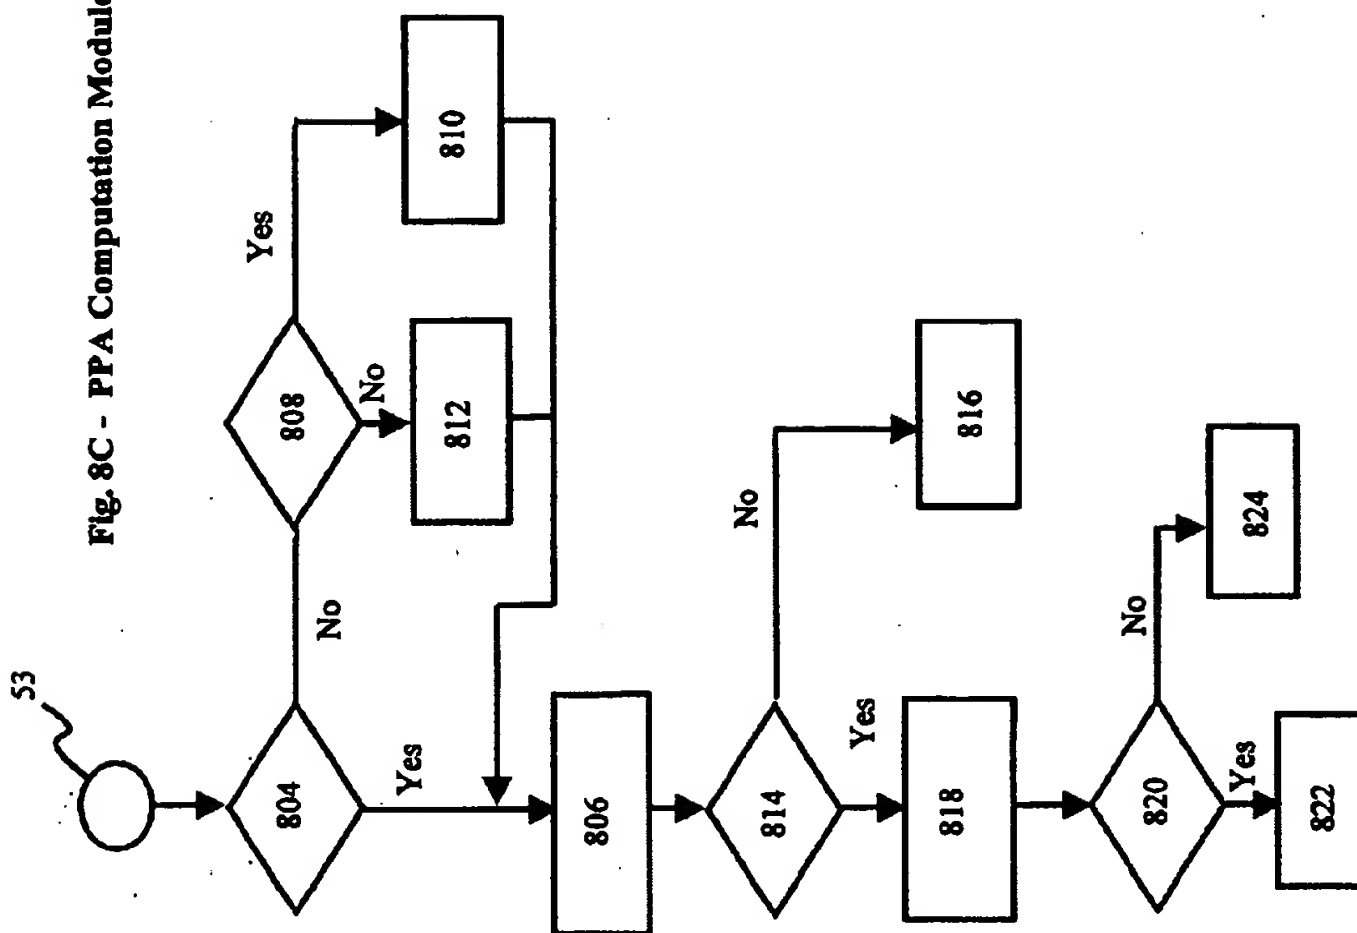 Fig. 8C - PPA Computation Module
53
804
No
Yes
808
Yes
No
810
812
806
814
No
Yes
816
818
820
No
Yes
824
822